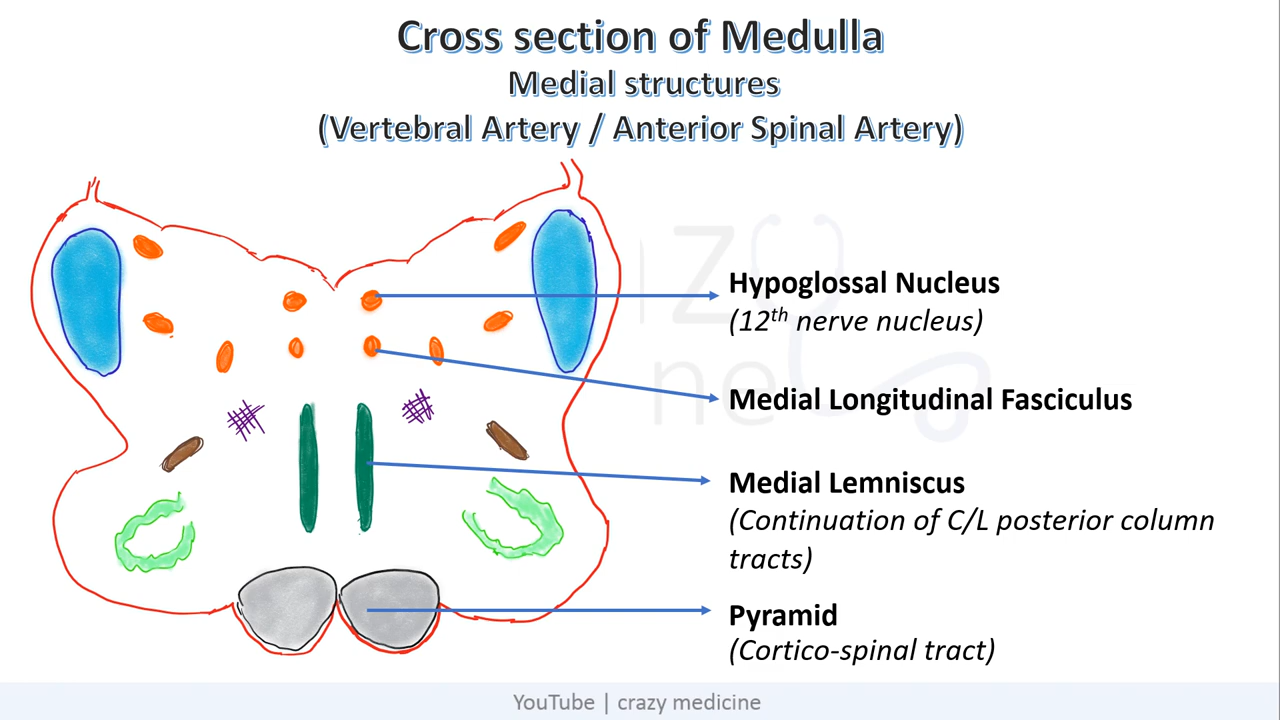 Cross section of Medulla
Medial structures
(Vertebral Artery / Anterior Spinal Artery)
Hypoglossal Nucleus
(12th nerve nucleus)
Medial Longitudinal Fasciculus
Medial Lemniscus
(Continuation of C/L posterior column
tracts)
Pyramid
(Cortico-spinal tract)
YouTube | crazy medicine